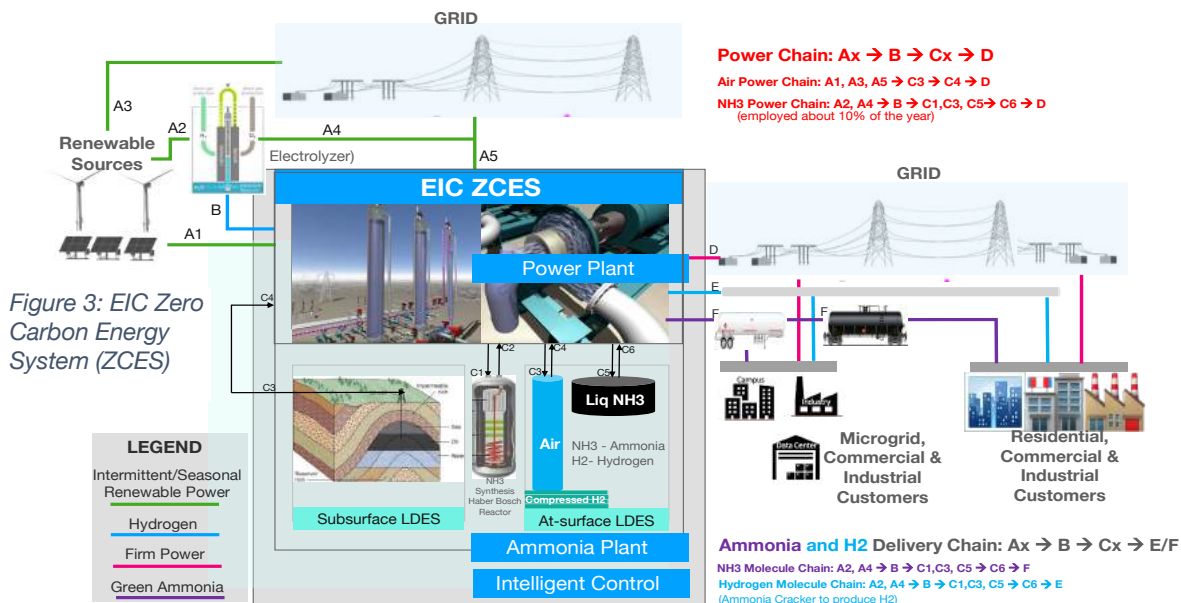 GRID
Power Chain: Ax → B → Cx → D
Air Power Chain: A1, A3, A5 → C3 → C4 → D
NH3 Power Chain: A2, A4 → B → C1,C3, C5→ C6 → D
(employed about 10% of the year)
A3
A2
A4
Renewable
Sources
Electrolyzer)
A5
EIC ZCES
GRID
B
A1
D
Power Plant
E
C4
F
F
Figure 3: EIC Zero
Carbon Energy
System (ZCES)
C2
C4
C6
C1
C3
C5
C3
Campus
Industry
Liq NH3
Air
LEGEND
NH3 - Ammonia
H2- Hydrogen
Data Center
Microgrid,
Commercial &
Industrial
Customers
Residential,
Commercial &
Industrial
Customers
Intermittent/Seasonal
Renewable Power
NH3
Synthesis
Haber Bosch
Reactor
Compressed H2
Subsurface LDES
At-surface LDES
Hydrogen
Firm Power
Green Ammonia
Ammonia Plant
Intelligent Control
Ammonia and H2 Delivery Chain: Ax → B → Cx → E/F
NH3 Molecule Chain: A2, A4 → B → C1,C3, C5 → C6 → F
Hydrogen Molecule Chain: A2, A4 → B → C1,C3, C5 → C6 → E
(Ammonia Cracker to produce H2)